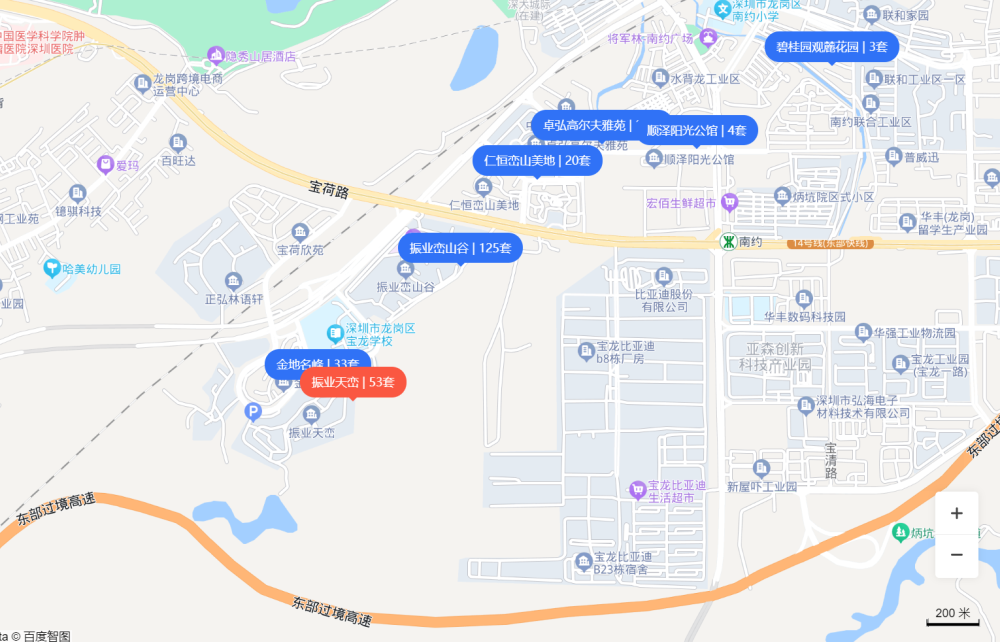 深大城际
(在建)
深圳市龙岗区
南约小学
联和家园
中国医学科学院肿
瘤医院深圳医院
将军林·南约广场
碧桂园观麓花园 | 3套
隐秀山居酒店
龙岗跨境电商
运营中心
水背龙工业区
联和工业区一区
南约联合工业区
卓弘高尔夫雅苑 |
顺泽阳光公馆 | 4套
百旺达
仁恒峦山美地 | 20套
顺泽阳光公馆
普威迅
爱玛
宝荷路
镱骐科技
仁恒峦山美地
宏佰生鲜超市
炳坑院区式小区
工业苑
华丰(龙岗)
留学生产业园
宝荷欣苑
振业峦山谷 | 125套
南约
14号线(东部快线)
哈美幼儿园
正弘林语轩
振业峦山谷
比亚迪股份
有限公司
业园
华丰数码科技园
深圳市龙岗区
宝龙学校
华强工业物流园
宝龙比亚迪
b8栋厂房
亚森创新
科技产业园
宝龙工业园
(宝龙一路)
金地名峰 | 33套
振业天峦 | 53套
P
深圳市弘海电子
材料技术有限公司
振业天峦
宝清路
东部过境
新屋吓工业园
宝龙比亚迪
生活超市
东部过境高速
+
炳坑
−
宝龙比亚迪
B23栋宿舍
东部过境高速
200 米
ta © 百度智图